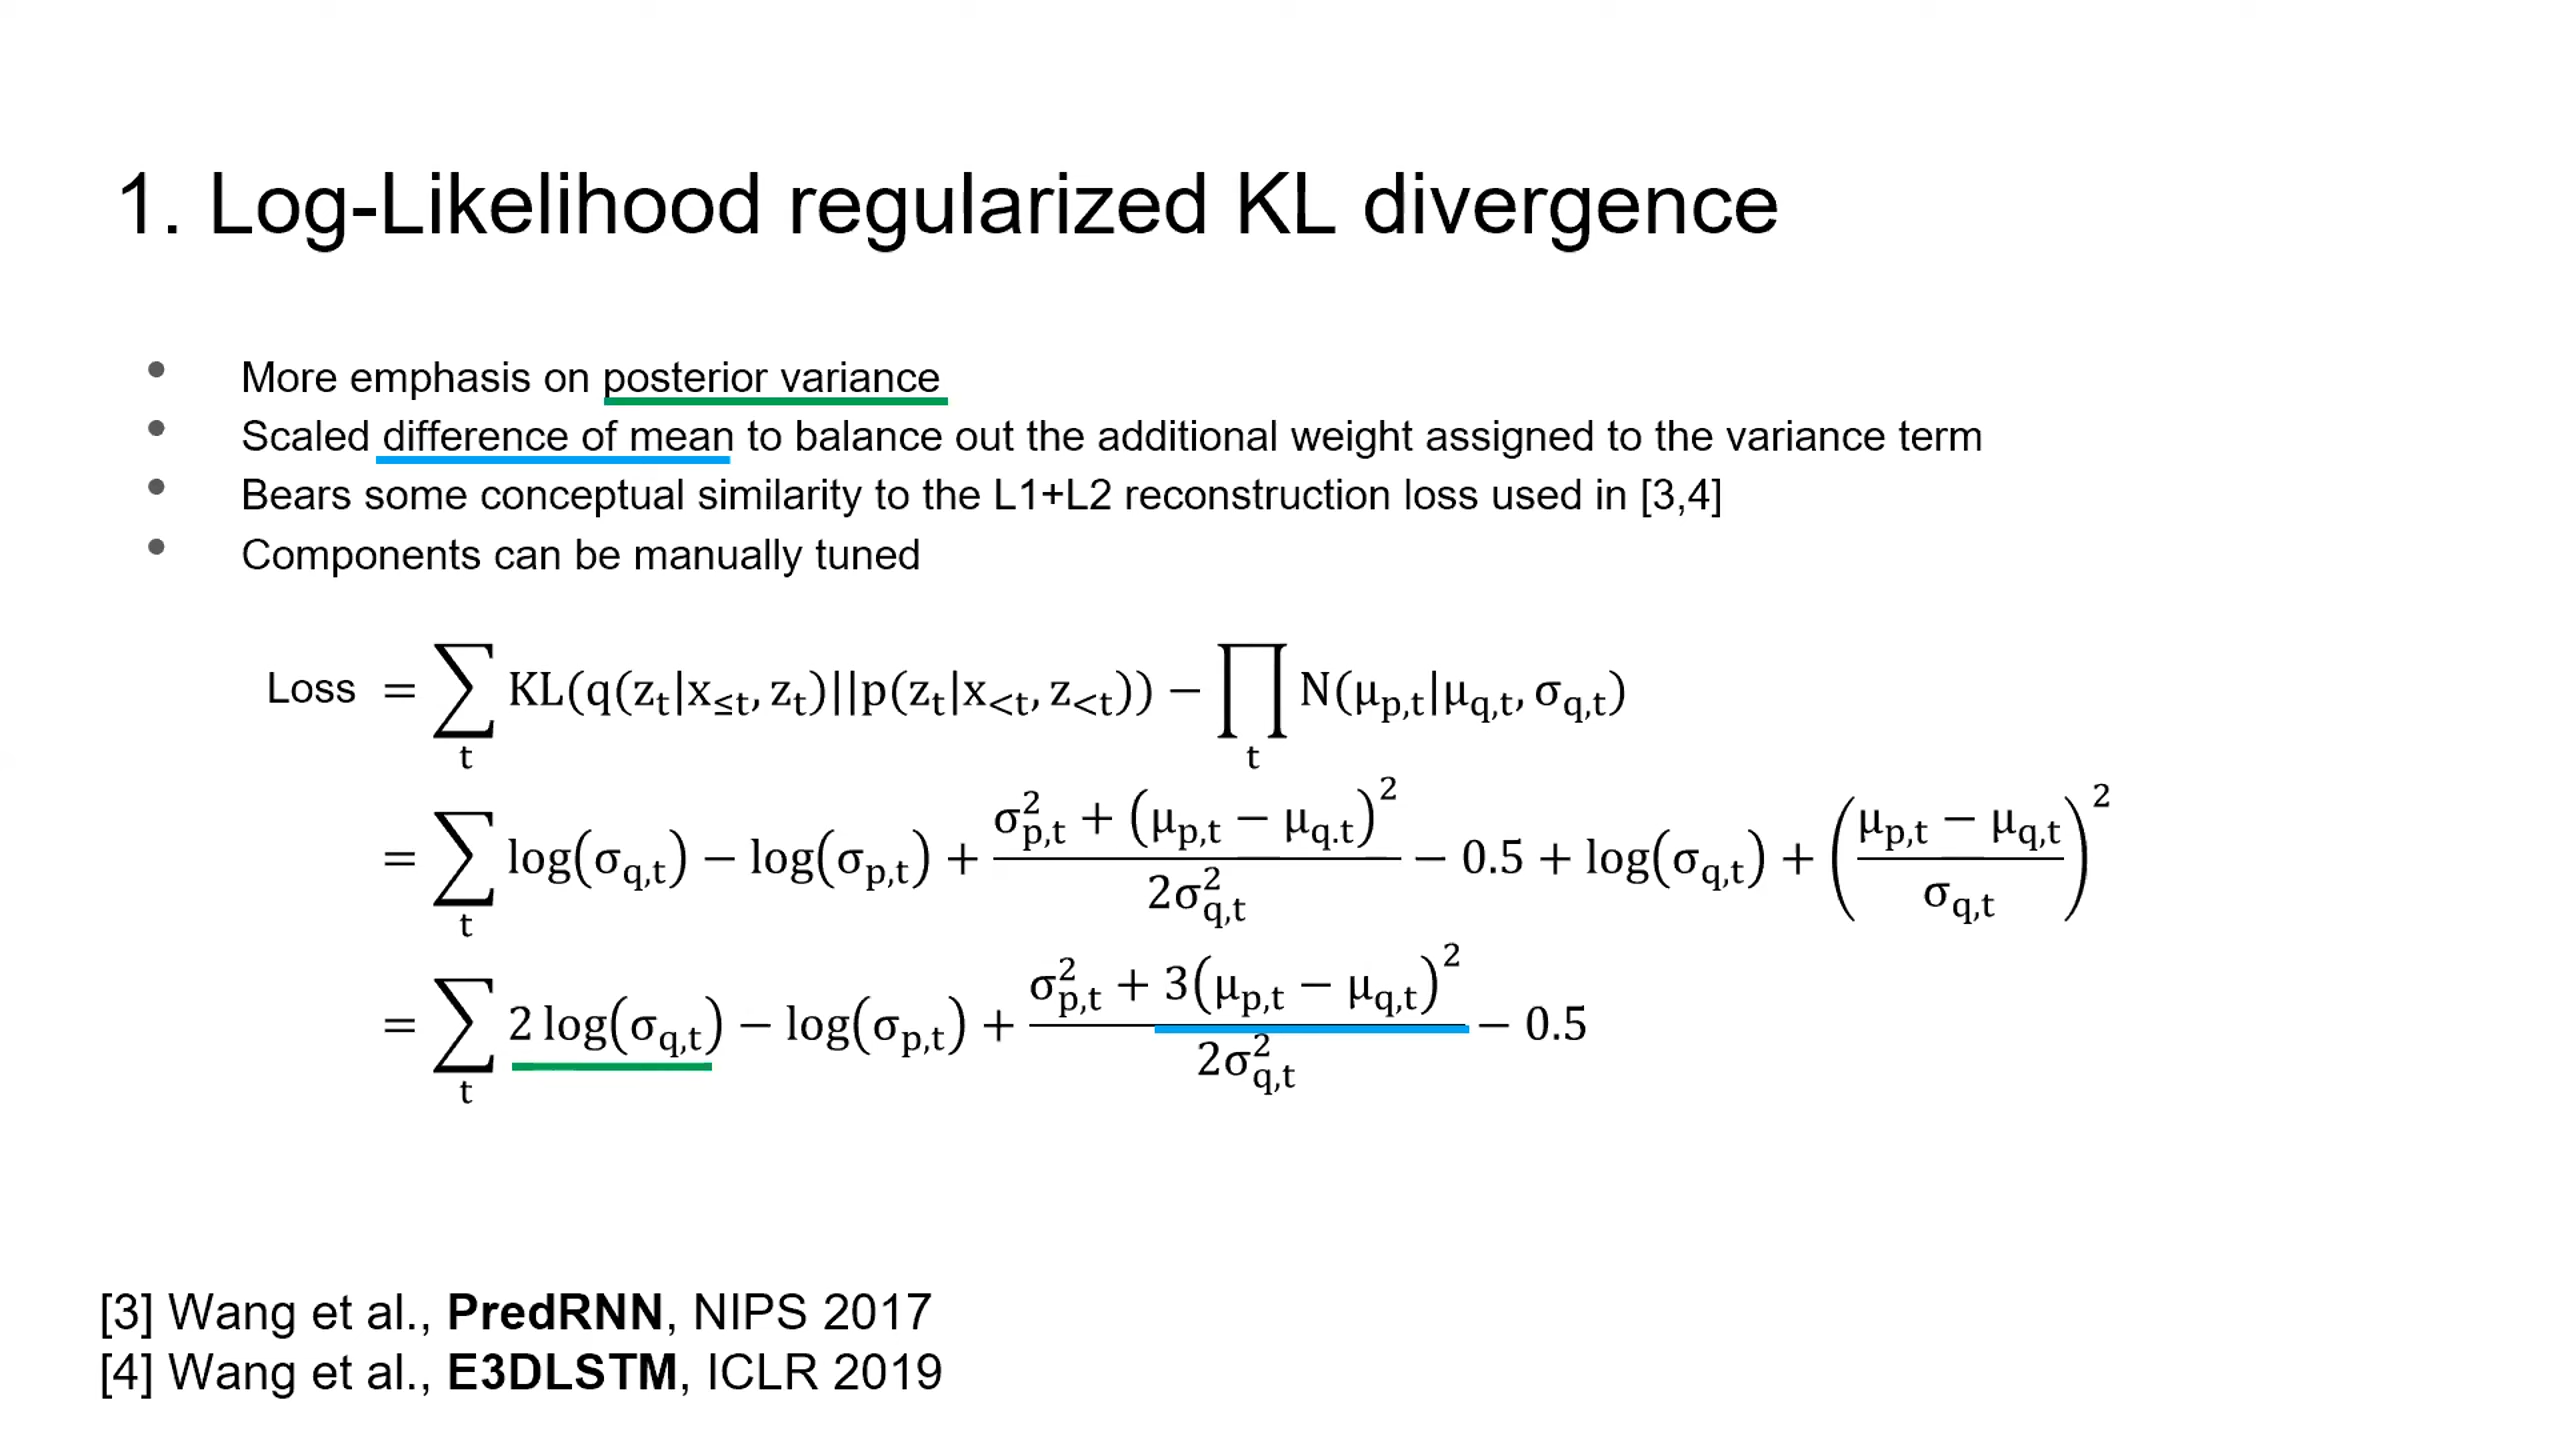 1. Log-Likelihood regularized KL divergence
• More emphasis on posterior variance
• Scaled difference of mean to balance out the additional weight assigned to the variance term
• Bears some conceptual similarity to the L1+L2 reconstruction loss used in [3,4]
• Components can be manually tuned
Loss = ∑_t KL(q(z_t|x_≤t, z_t)||p(z_t|x_<t, z_<t)) − ∏_t N(μ_p,t|μ_q,t, σ_q,t)
= ∑_t log(σ_q,t) − log(σ_p,t) + (σ²_p,t + (μ_p,t − μ_q.t)²) / (2σ²_q,t) − 0.5 + log(σ_q,t) + ((μ_p,t − μ_q,t) / σ_q,t)²
= ∑_t 2 log(σ_q,t) − log(σ_p,t) + (σ²_p,t + 3(μ_p,t − μ_q,t)²) / (2σ²_q,t) − 0.5
[3] Wang et al., PredRNN, NIPS 2017
[4] Wang et al., E3DLSTM, ICLR 2019